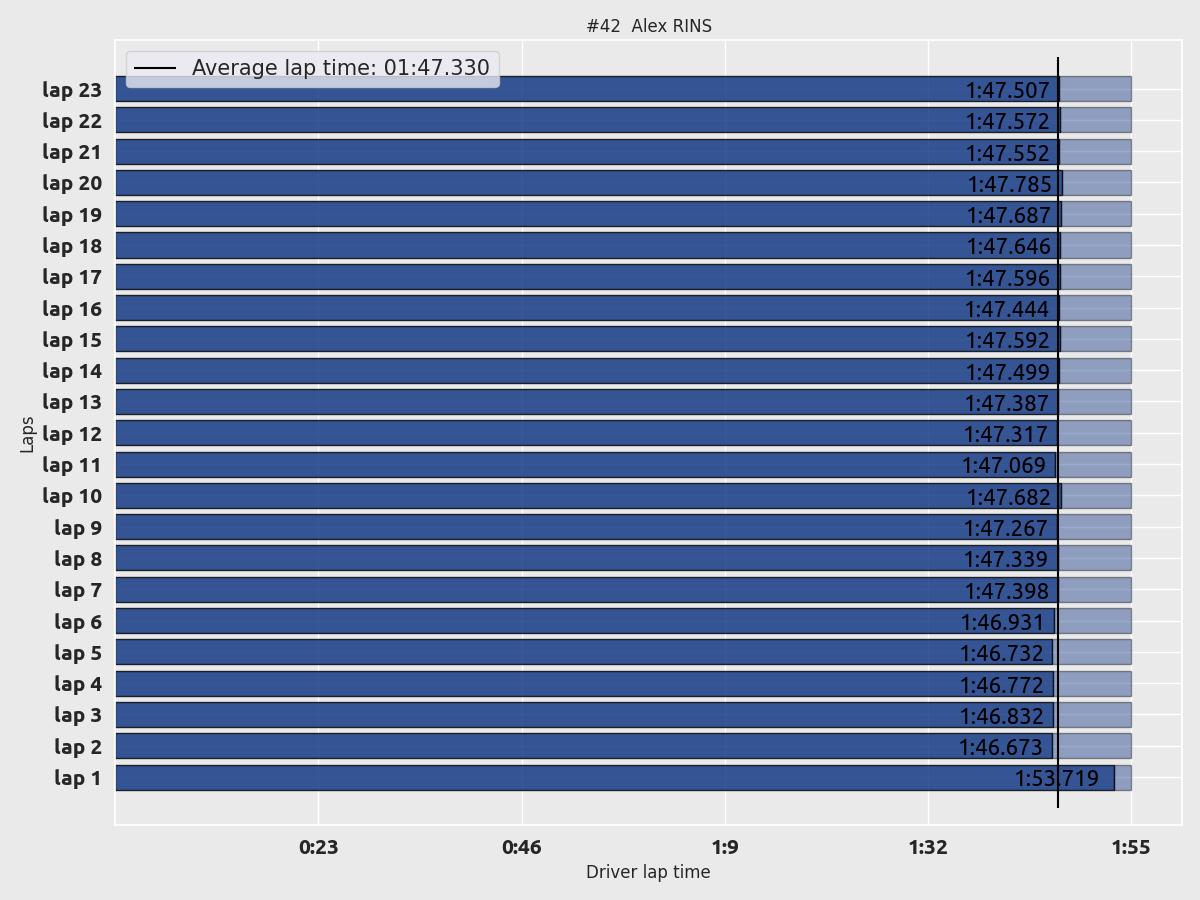 #42  Alex RINS
Average lap time: 01:47.330
lap 23 1:47.507
lap 22 1:47.572
lap 21 1:47.552
lap 20 1:47.785
lap 19 1:47.687
lap 18 1:47.646
lap 17 1:47.596
lap 16 1:47.444
lap 15 1:47.592
lap 14 1:47.499
lap 13 1:47.387
lap 12 1:47.317
lap 11 1:47.069
lap 10 1:47.682
lap 9 1:47.267
lap 8 1:47.339
lap 7 1:47.398
lap 6 1:46.931
lap 5 1:46.732
lap 4 1:46.772
lap 3 1:46.832
lap 2 1:46.673
lap 1 1:53.719
Laps
0:23 0:46 1:9 1:32 1:55
Driver lap time